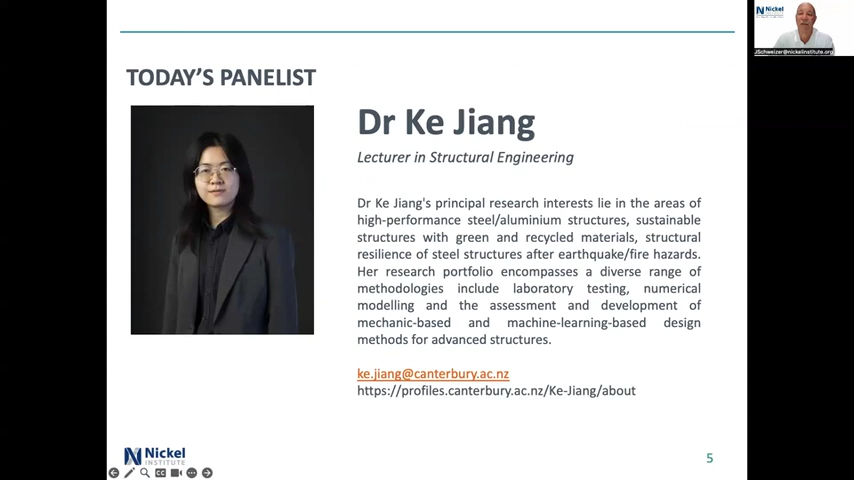 TODAY'S PANELIST
Dr Ke Jiang
Lecturer in Structural Engineering
Dr Ke Jiang's principal research interests lie in the areas of
high-performance steel/aluminium structures, sustainable
structures with green and recycled materials, structural
resilience of steel structures after earthquake/fire hazards.
Her research portfolio encompasses a diverse range of
methodologies include laboratory testing, numerical
modelling and the assessment and development of
mechanic-based and machine-learning-based design
methods for advanced structures.
ke.jiang@canterbury.ac.nz
https://profiles.canterbury.ac.nz/Ke-Jiang/about
Nickel
INSTITUTE
5
Nickel
JSchweizer@nickelinstitute.org